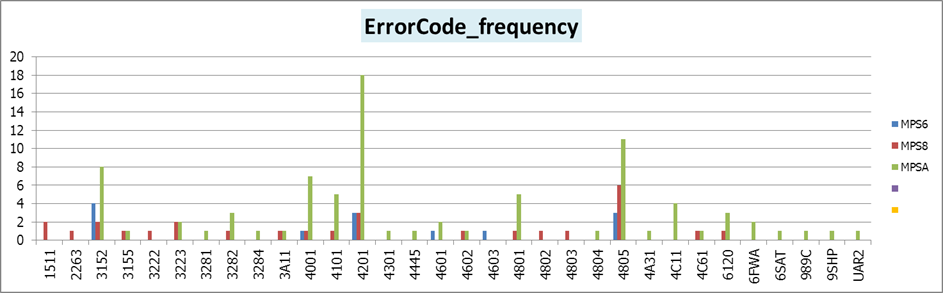 ErrorCode_frequency
20
18
16
14
12
10
8
6
4
2
0
1511 2263 3152 3155 3222 3223 3281 3282 3284 3A11 4001 4101 4201 4301 4445 4601 4602 4603 4801 4802 4803 4804 4805 4A31 4C11 4C61 6120 6FWA 6SAT 989C 9SHP UAR2
MPS6
MPS8
MPSA